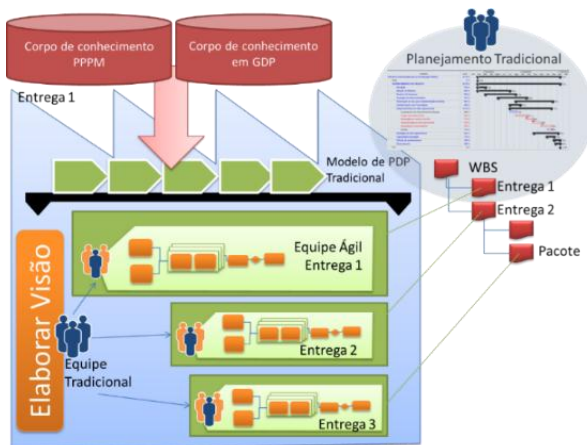 Corpo de conhecimento
PPPM
Corpo de conhecimento
em GDP
Planejamento Tradicional
Entrega 1
Modelo de PDP
Tradicional
WBS
Entrega 1
Entrega 2
Pacote
Elaborar Visão
Equipe Ágil
Entrega 1
Entrega 2
Equipe
Tradicional
Entrega 3